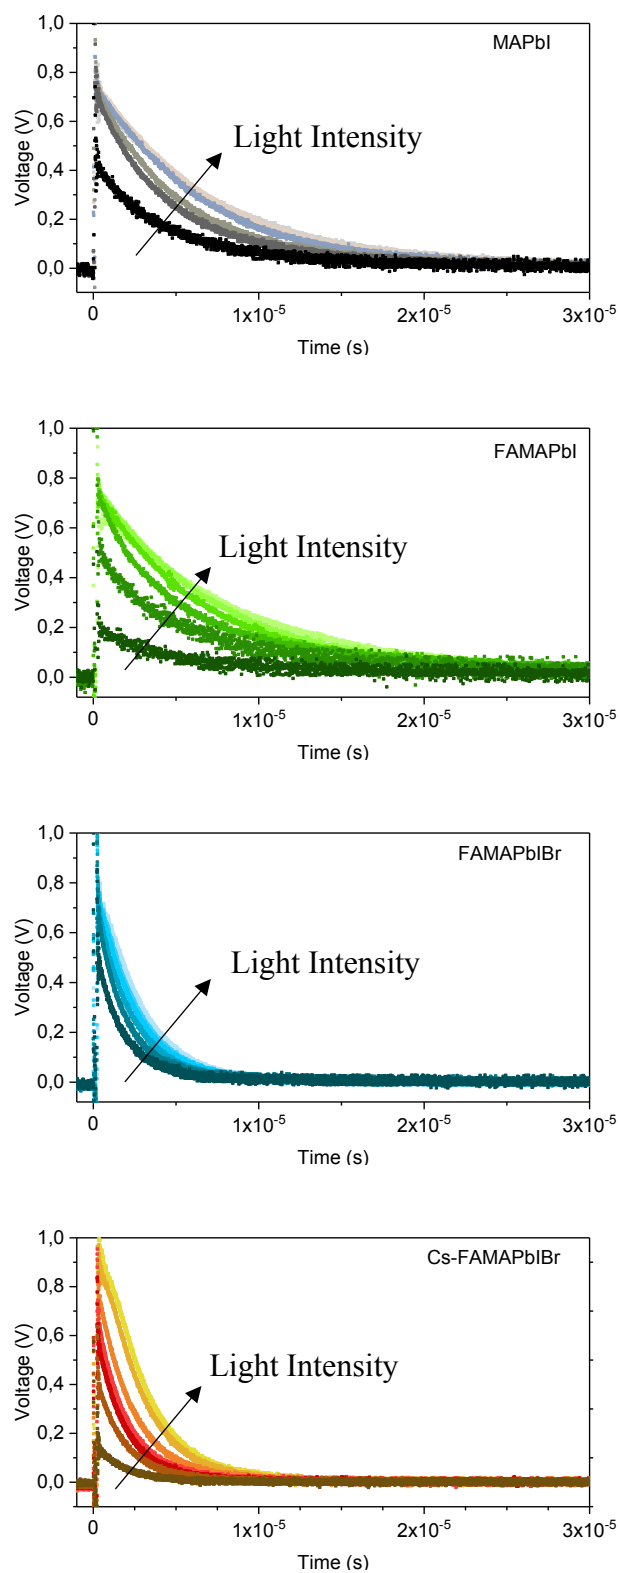 MAPbI
Light Intensity
Voltage (V)
1,0
0,8
0,6
0,4
0,2
0,0
0
1x10⁻⁵
2x10⁻⁵
3x10⁻⁵
Time (s)
FAMAPbI
Light Intensity
Voltage (V)
1,0
0,8
0,6
0,4
0,2
0,0
0
1x10⁻⁵
2x10⁻⁵
3x10⁻⁵
Time (s)
FAMAPbIBr
Light Intensity
Voltage (V)
1,0
0,8
0,6
0,4
0,2
0,0
0
1x10⁻⁵
2x10⁻⁵
3x10⁻⁵
Time (s)
Cs-FAMAPbIBr
Light Intensity
Voltage (V)
1,0
0,8
0,6
0,4
0,2
0,0
0
1x10⁻⁵
2x10⁻⁵
3x10⁻⁵
Time (s)